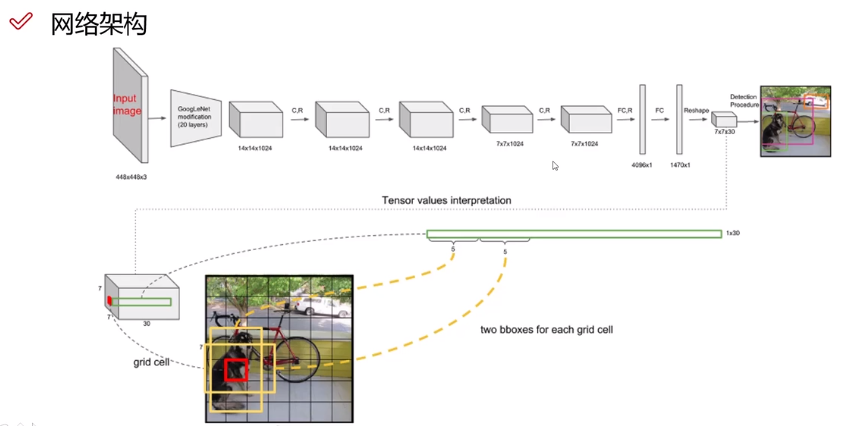 网络架构
Input
image
448x448x3
GoogLeNet
modification
(20 layers)
14x14x1024
C,R
14x14x1024
C,R
14x14x1024
C,R
7x7x1024
C,R
7x7x1024
FC,R
4096x1
FC
1470x1
Reshape
7x7x30
Detection
Procedure
Tensor values interpretation
1x30
5
5
7
7
30
grid cell
7
two bboxes for each grid cell